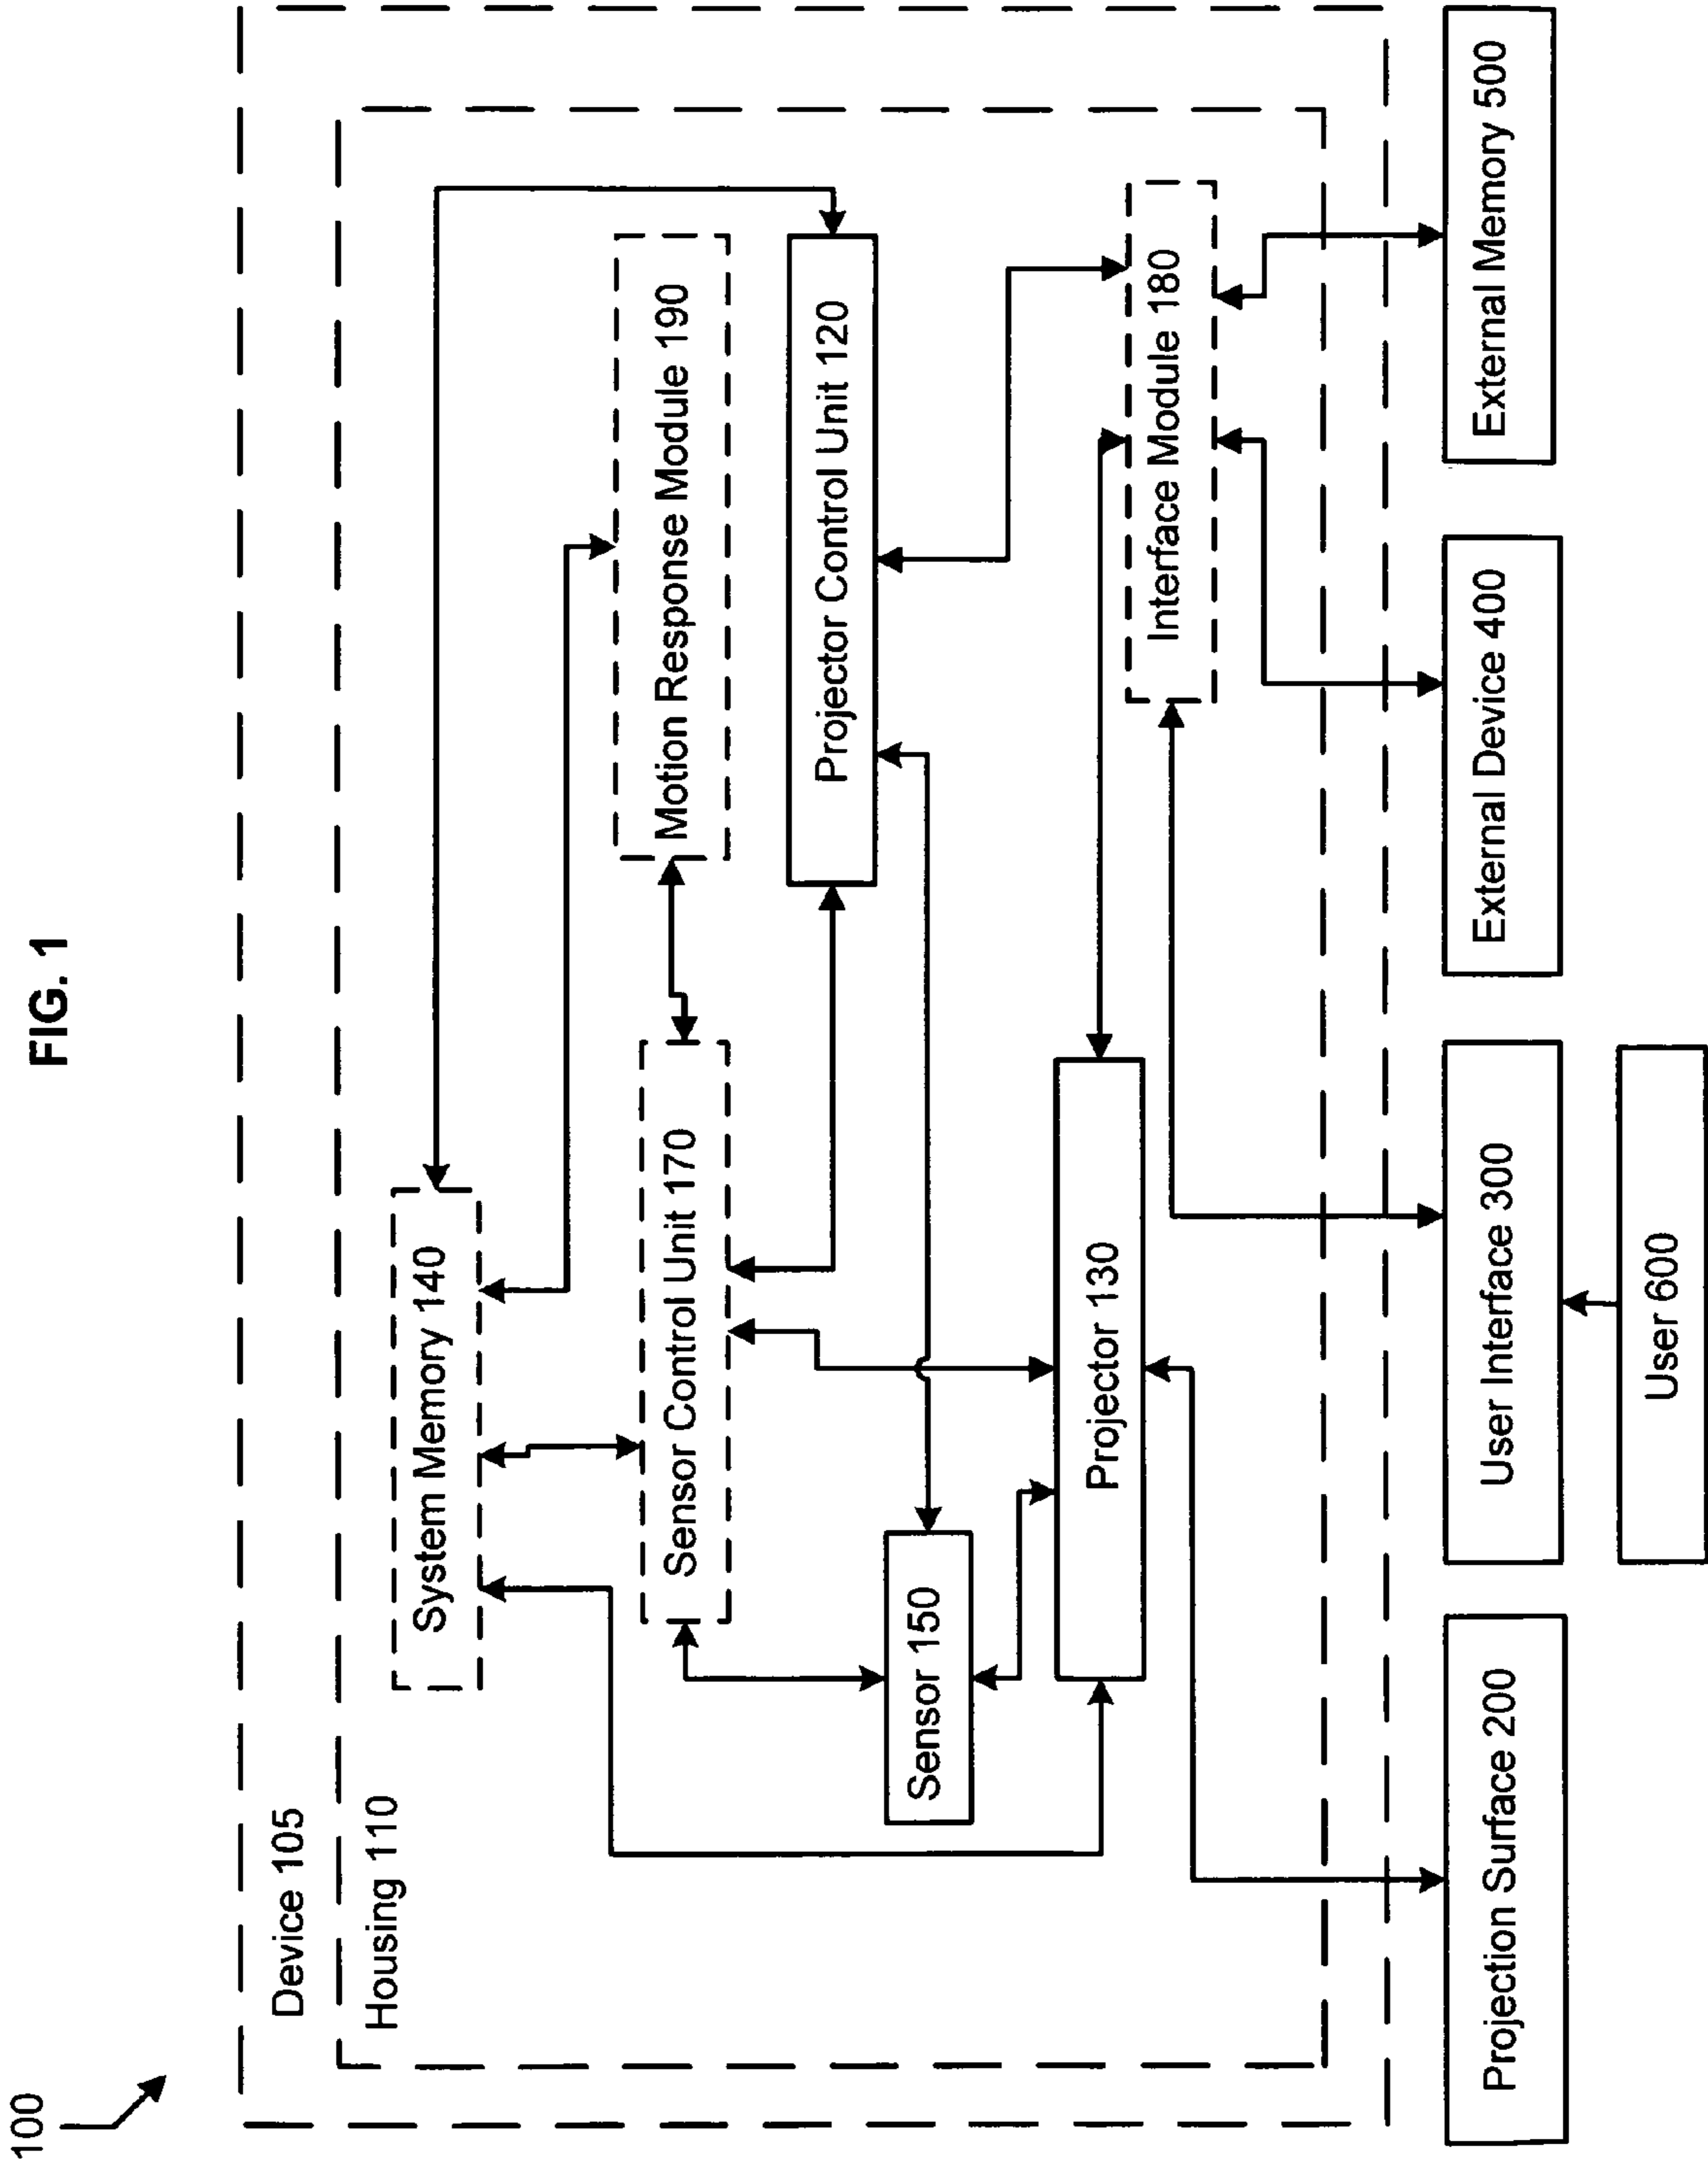 FIG. 1
100
Device 105
Housing 110
System Memory 140
Sensor Control Unit 170
Motion Response Module 190
Projector Control Unit 120
Sensor 150
Projector 130
Interface Module 180
Projection Surface 200
User Interface 300
External Device 400
External Memory 500
User 600